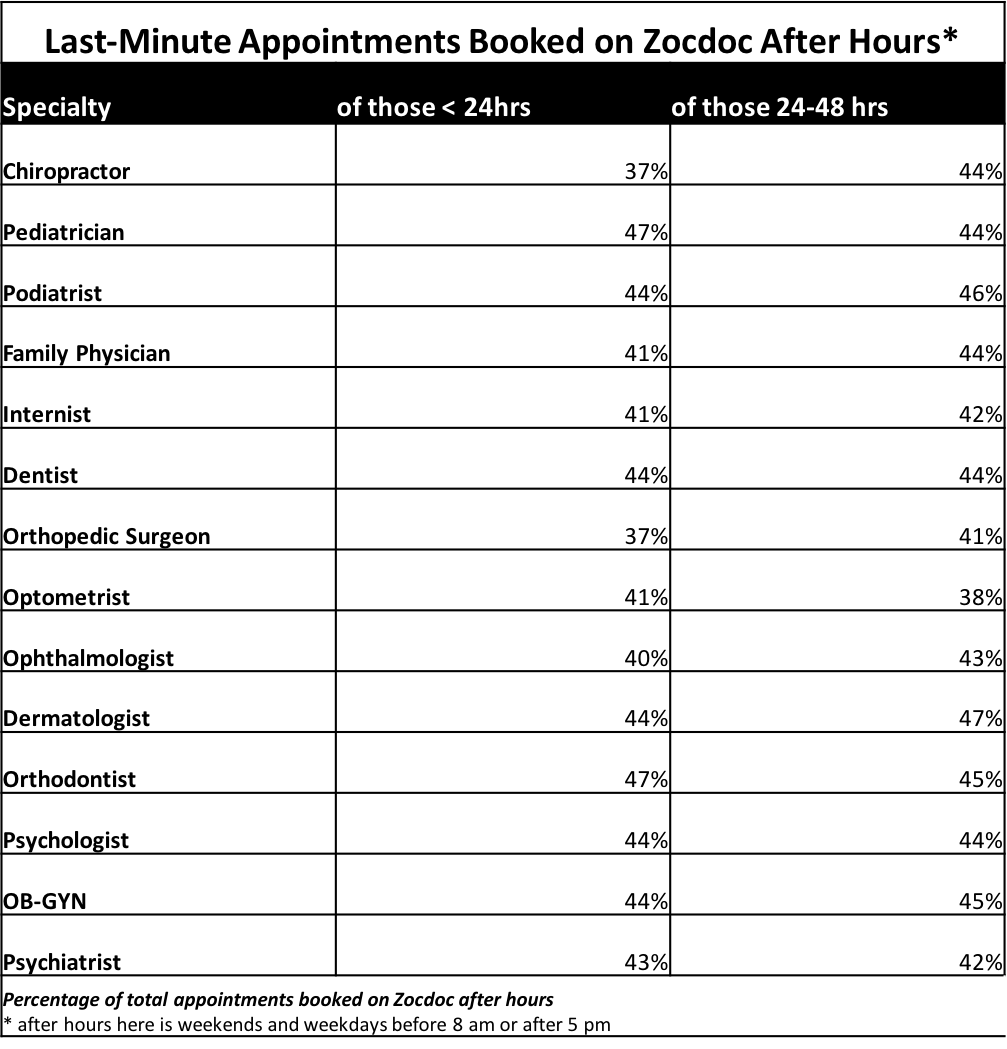 Last-Minute Appointments Booked on Zocdoc After Hours*
Specialty of those < 24hrs of those 24-48 hrs
Chiropractor 37% 44%
Pediatrician 47% 44%
Podiatrist 44% 46%
Family Physician 41% 44%
Internist 41% 42%
Dentist 44% 44%
Orthopedic Surgeon 37% 41%
Optometrist 41% 38%
Ophthalmologist 40% 43%
Dermatologist 44% 47%
Orthodontist 47% 45%
Psychologist 44% 44%
OB-GYN 44% 45%
Psychiatrist 43% 42%
Percentage of total appointments booked on Zocdoc after hours
* after hours here is weekends and weekdays before 8 am or after 5 pm